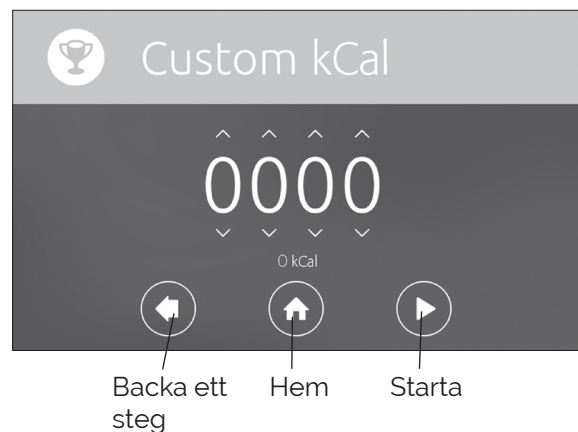 Custom kCal
0000
0 kCal
Backa ett
steg
Hem
Starta